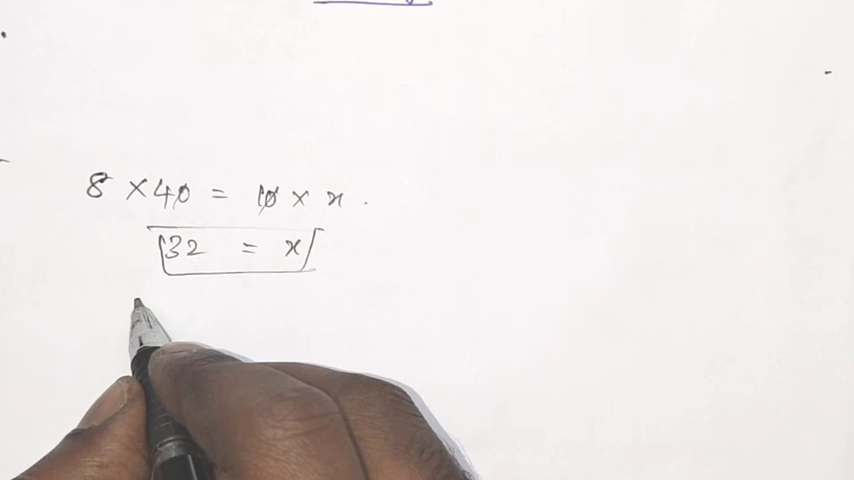 8 × 40 = 10 × x.
32 = x